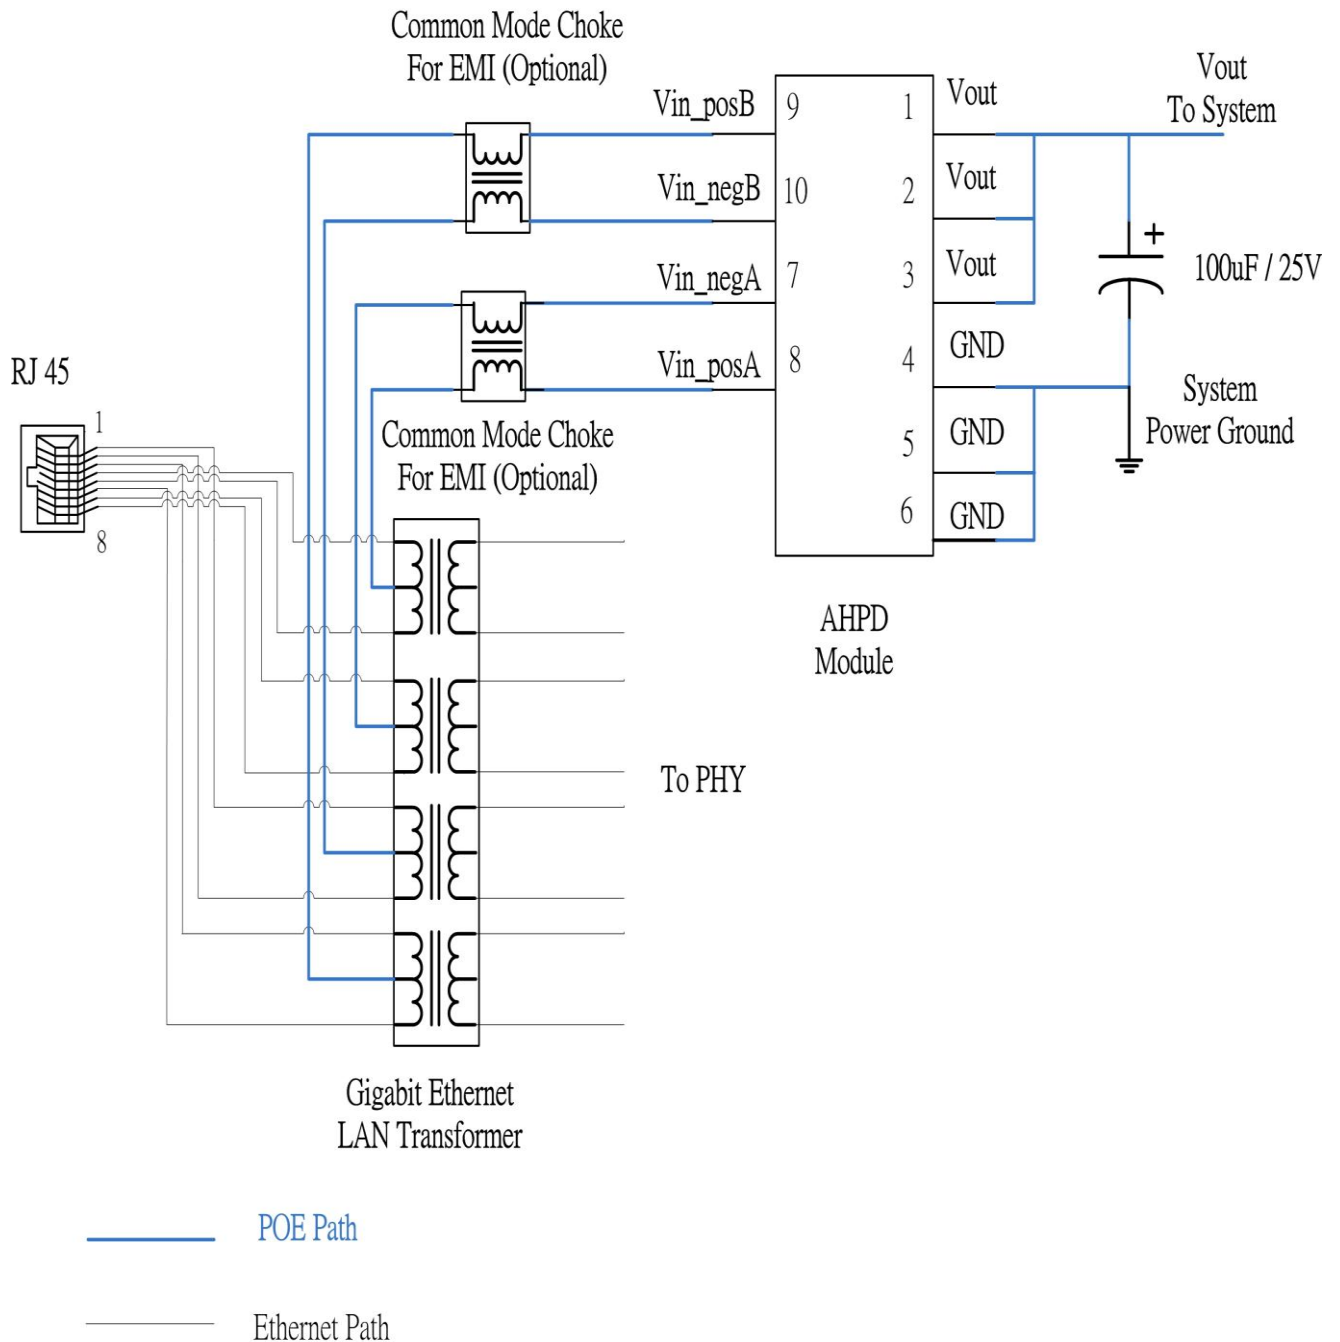 Common Mode Choke
For EMI (Optional)
Vout
To System
Vin_posB
9
1
Vout
Vin_negB
10
2
Vout
Vin_negA
7
3
Vout
100uF / 25V
+
Vin_posA
8
4
GND
System
Power Ground
5
GND
6
GND
RJ 45
1
8
Common Mode Choke
For EMI (Optional)
AHPD
Module
To PHY
Gigabit Ethernet
LAN Transformer
POE Path
Ethernet Path